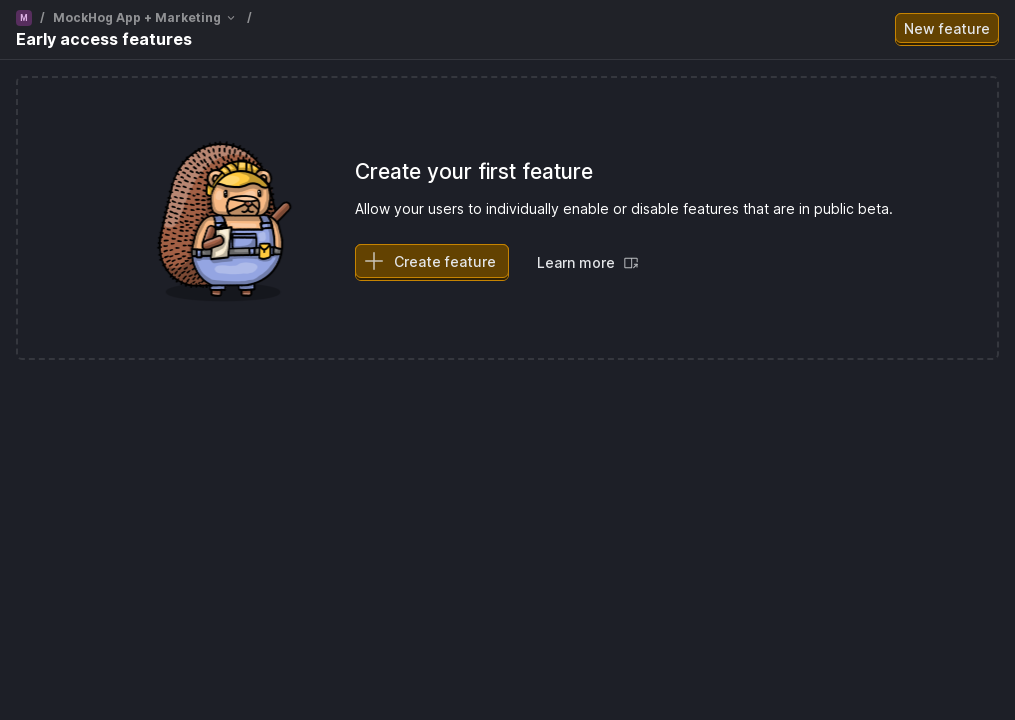 M / MockHog App + Marketing /
Early access features
New feature
Create your first feature
Allow your users to individually enable or disable features that are in public beta.
Create feature
Learn more